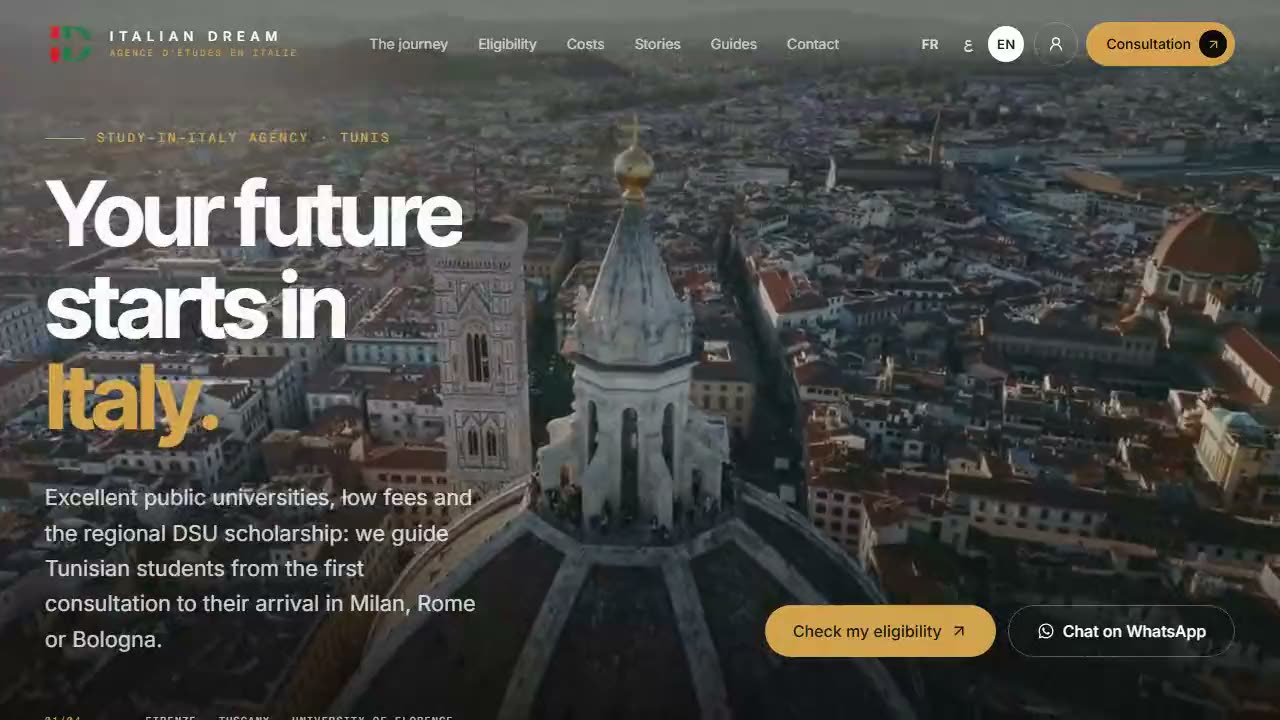 ITALIAN DREAM
AGENCE D'ÉTUDES EN ITALIE
The journey
Eligibility
Costs
Stories
Guides
Contact
FR
ع
EN
Consultation
STUDY-IN-ITALY AGENCY · TUNIS
Your future
starts in
Italy.
Excellent public universities, low fees and
the regional DSU scholarship: we guide
Tunisian students from the first
consultation to their arrival in Milan, Rome
or Bologna.
Check my eligibility
Chat on WhatsApp
01/04
FIRENZE · TUSCANY · UNIVERSITY OF FLORENCE